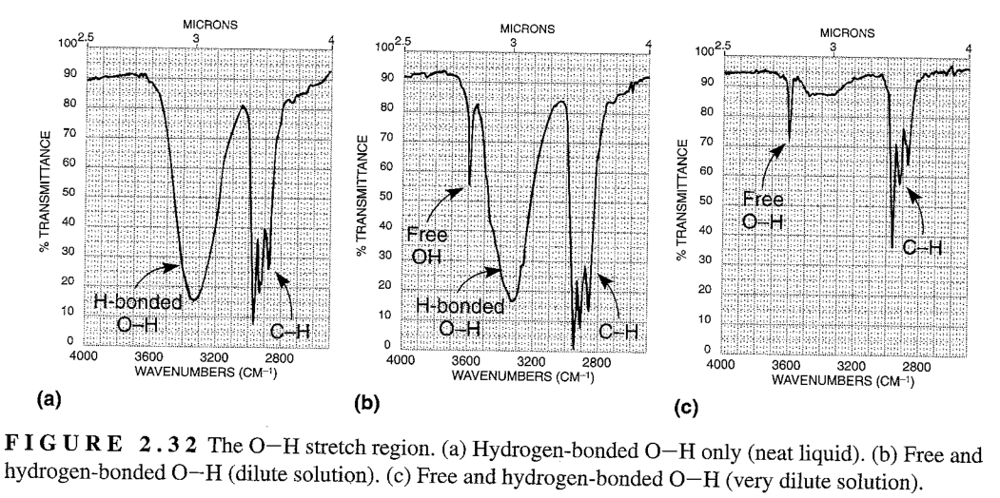 MICRONS
2.5 3 4
100
90
80
70
60
50
40
30
20
10
0
% TRANSMITTANCE
H-bonded
O—H
C—H
4000 3600 3200 2800
WAVENUMBERS (CM⁻¹)
(a)
MICRONS
2.5 3 4
100
90
80
70
60
50
40
30
20
10
0
% TRANSMITTANCE
Free
OH
H-bonded
O—H
C—H
4000 3600 3200 2800
WAVENUMBERS (CM⁻¹)
(b)
MICRONS
2.5 3 4
100
90
80
70
60
50
40
30
20
10
0
% TRANSMITTANCE
Free
O—H
C—H
4000 3600 3200 2800
WAVENUMBERS (CM⁻¹)
(c)
FIGURE 2.32 The O—H stretch region. (a) Hydrogen-bonded O—H only (neat liquid). (b) Free and
hydrogen-bonded O—H (dilute solution). (c) Free and hydrogen-bonded O—H (very dilute solution).